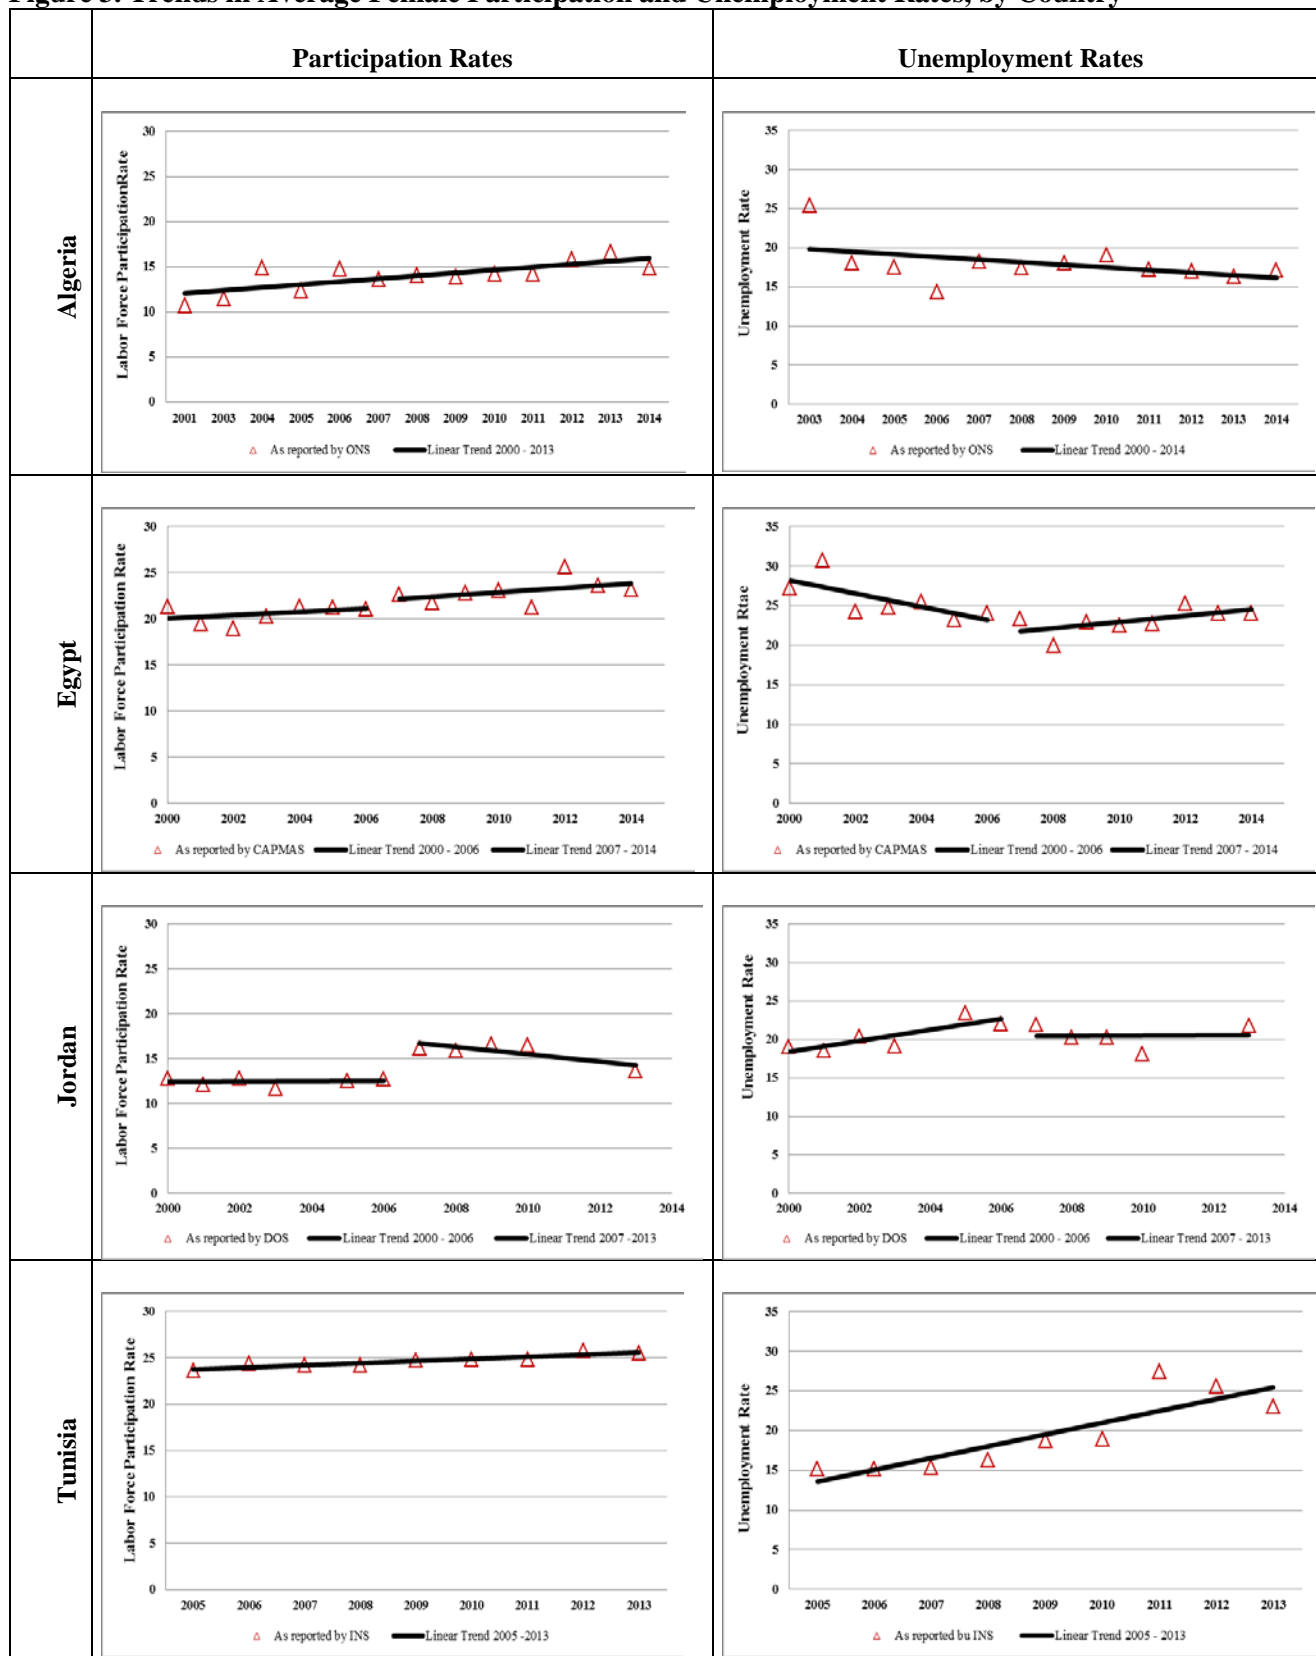 Figure 3. Trends in Average Female Participation and Unemployment Rates, by Country
Participation Rates
Unemployment Rates
Algeria
Labor Force ParticipationRate
30
25
20
15
10
5
0
2001 2003 2004 2005 2006 2007 2008 2009 2010 2011 2012 2013 2014
As reported by ONS Linear Trend 2000 - 2013
Unemployment Rate
35
30
25
20
15
10
5
0
2003 2004 2005 2006 2007 2008 2009 2010 2011 2012 2013 2014
As reported by ONS Linear Trend 2000 - 2014
Egypt
Labor Force Participation Rate
30
25
20
15
10
5
0
2000 2002 2004 2006 2008 2010 2012 2014
As reported by CAPMAS Linear Trend 2000 - 2006 Linear Trend 2007 - 2014
Unemployment Rtae
35
30
25
20
15
10
5
0
2000 2002 2004 2006 2008 2010 2012 2014
As reported by CAPMAS Linear Trend 2000 - 2006 Linear Trend 2007 - 2014
Jordan
Labor Force Participation Rate
30
25
20
15
10
5
0
2000 2002 2004 2006 2008 2010 2012 2014
As reported by DOS Linear Trend 2000 - 2006 Linear Trend 2007 -2013
Unemployment Rate
35
30
25
20
15
10
5
0
2000 2002 2004 2006 2008 2010 2012 2014
As reported by DOS Linear Trend 2000 - 2006 Linear Trend 2007 - 2013
Tunisia
Labor Force Participation Rate
30
25
20
15
10
5
0
2005 2006 2007 2008 2009 2010 2011 2012 2013
As reported by INS Linear Trend 2005 -2013
Unemployment Rate
35
30
25
20
15
10
5
0
2005 2006 2007 2008 2009 2010 2011 2012 2013
As reported bu INS Linear Trend 2005 - 2013